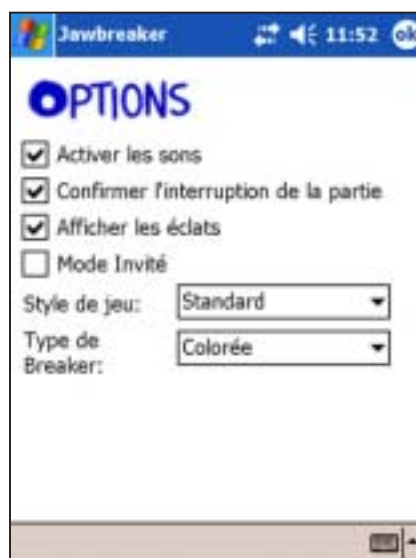 Jawbreaker 11:52 ok
OPTIONS
Activer les sons
Confirmer l'interruption de la partie
Afficher les éclats
Mode Invité
Style de jeu: Standard
Type de Breaker: Colorée